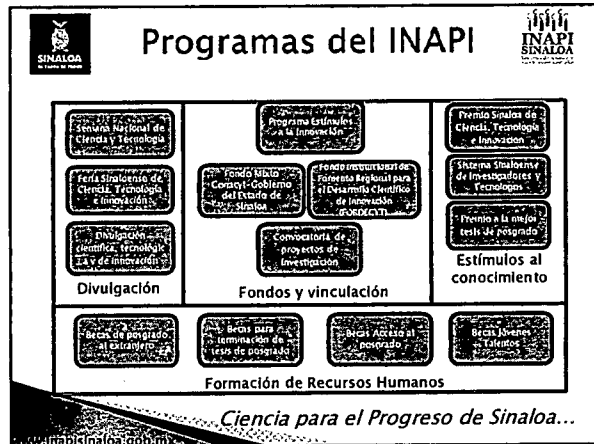 SINALOA
Programas del INAPI
INAPI
SINALOA
Semana Nacional de
Ciencia y Tecnología
Feria Sinaloense de
Ciencia, Tecnología
e Innovación
Divulgación
científica, tecnológic
a y de innovación
Divulgación
Programa Estímulos
a la Innovación
Fondo Mixto
Conacyt-Gobierno
del Estado de
Sinaloa
Fondo Institucional de
Fomento Regional para
el Desarrollo Científico
de Innovación
(FORDECYT)
Convocatoria de
proyectos de
Investigación
Fondos y vinculación
Premio Sinaloa de
Ciencia, Tecnología
e Innovación
Sistema Sinaloense
de Investigadores y
Tecnólogos
Premio a la mejor
tesis de posgrado
Estímulos al
conocimiento
Becas de posgrado
al extranjero
Becas para
terminación de
tesis de posgrado
Becas Acceso al
posgrado
Becas Jóvenes
Talentos
Formación de Recursos Humanos
Ciencia para el Progreso de Sinaloa...
www.inapisinaloa.gob.mx